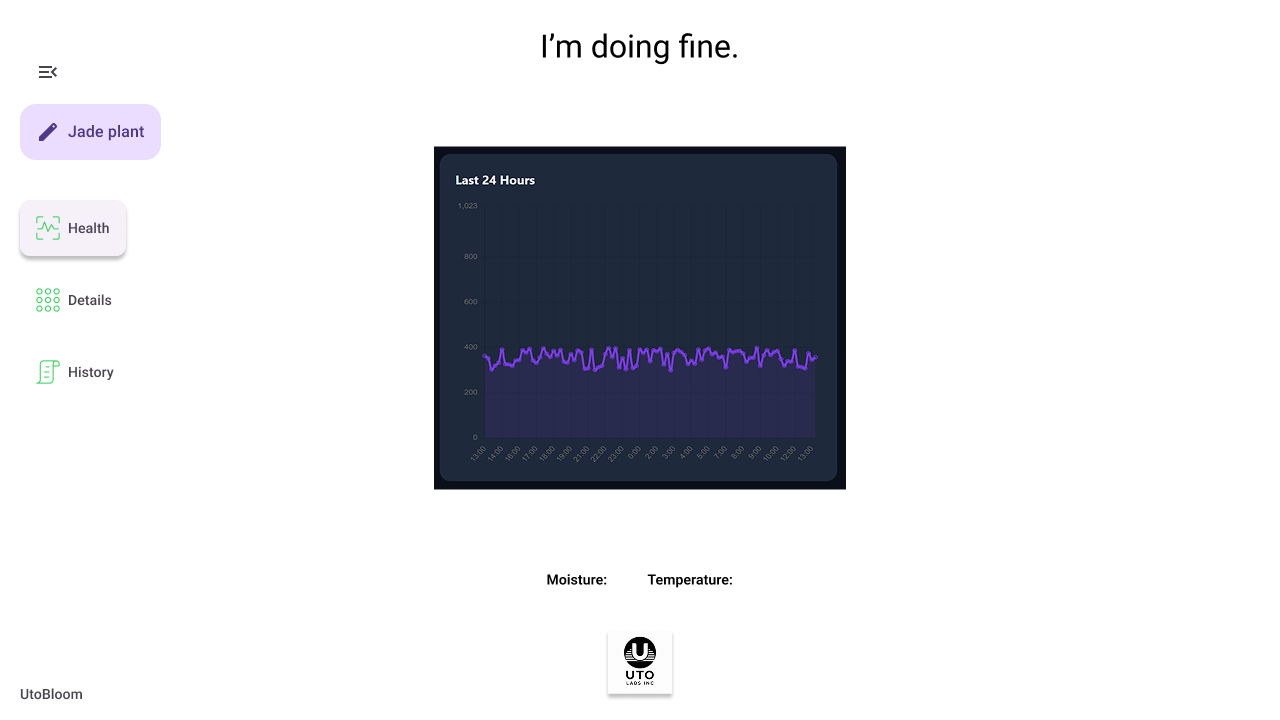 I’m doing fine.
Jade plant
Health
Details
History
Last 24 Hours
1,023
800
600
400
200
0
13:00 14:00 16:00 17:00 18:00 19:00 21:00 22:00 23:00 0:00 2:00 3:00 4:00 5:00 7:00 8:00 9:00 10:00 12:00 13:00
Moisture: Temperature:
UTO
LABS INC
UtoBloom